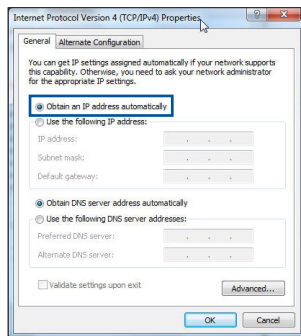 Internet Protocol Version 4 (TCP/IPv4) Properties
General Alternate Configuration
You can get IP settings assigned automatically if your network supports
this capability. Otherwise, you need to ask your network administrator
for the appropriate IP settings.
Obtain an IP address automatically
Use the following IP address:
IP address:
Subnet mask:
Default gateway:
Obtain DNS server address automatically
Use the following DNS server addresses:
Preferred DNS server:
Alternate DNS server:
Validate settings upon exit
Advanced...
OK Cancel